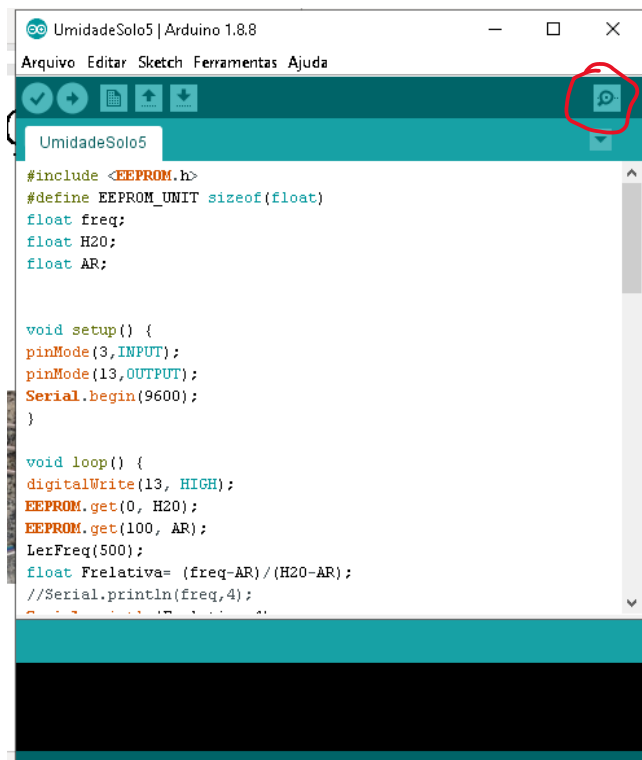 UmidadeSolo5 | Arduino 1.8.8
Arquivo Editar Sketch Ferramentas Ajuda
UmidadeSolo5
#include <EEPROM.h>
#define EEPROM_UNIT sizeof(float)
float freq;
float H20;
float AR;
void setup() {
pinMode(3,INPUT);
pinMode(13,OUTPUT);
Serial.begin(9600);
}
void loop() {
digitalWrite(13, HIGH);
EEPROM.get(0, H20);
EEPROM.get(100, AR);
LerFreq(500);
float Frelativa= (freq-AR)/(H20-AR);
//Serial.println(freq,4);